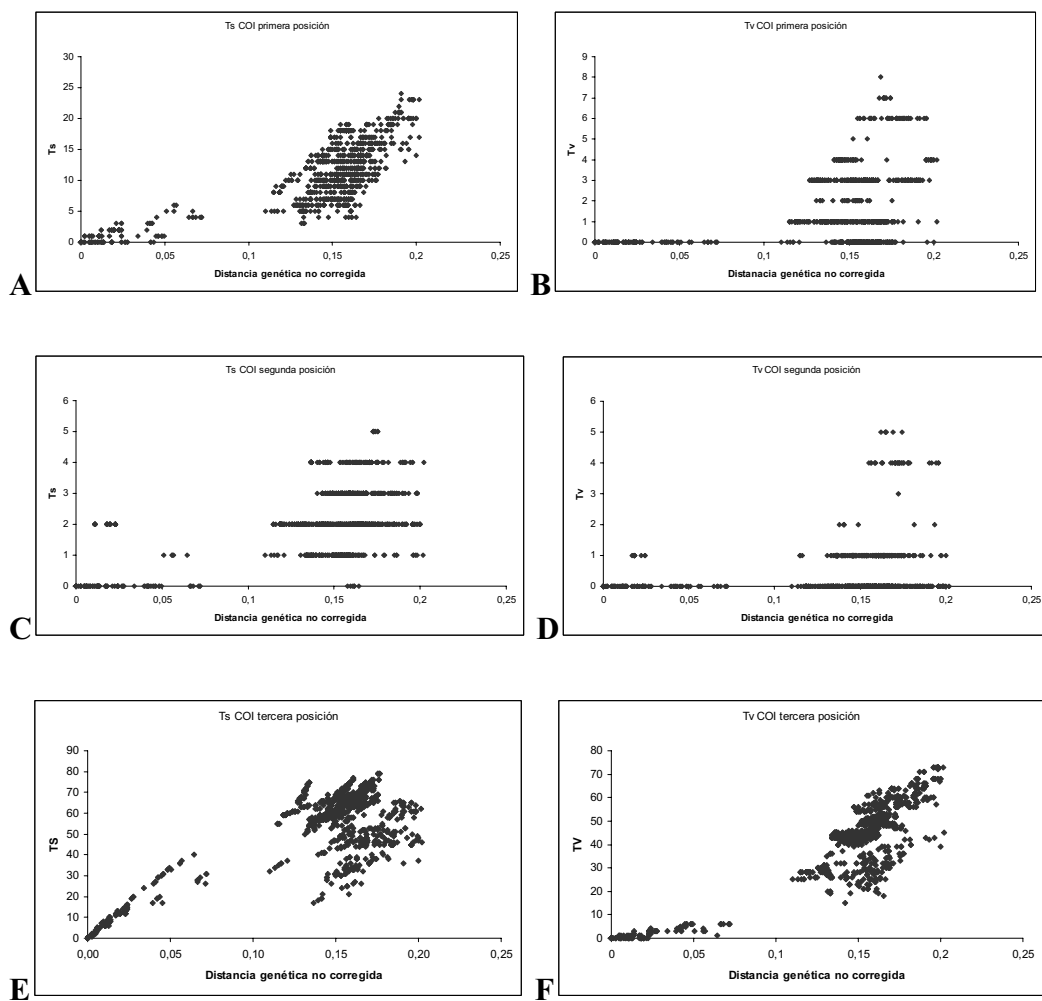 Ts COI primera posición
30
25
20
15
10
5
0
Ts
0 0,05 0,1 0,15 0,2 0,25
Distancia genética no corregida
A
Tv COI primera posición
9
8
7
6
5
4
3
2
1
0
Tv
0 0,05 0,1 0,15 0,2 0,25
Distanacia genética no corregida
B
Ts COI segunda posición
6
5
4
3
2
1
0
Ts
0 0,05 0,1 0,15 0,2 0,25
Distancia genética no corregida
C
Tv COI segunda posición
6
5
4
3
2
1
0
Tv
0 0,05 0,1 0,15 0,2 0,25
Distancia genética no corregida
D
Ts COI tercera posición
90
80
70
60
50
40
30
20
10
0
TS
0,00 0,05 0,10 0,15 0,20 0,25
Distancia genética no corregida
E
Tv COI tercera posición
80
70
60
50
40
30
20
10
0
TV
0 0,05 0,1 0,15 0,2 0,25
Distancia genética no corregida
F